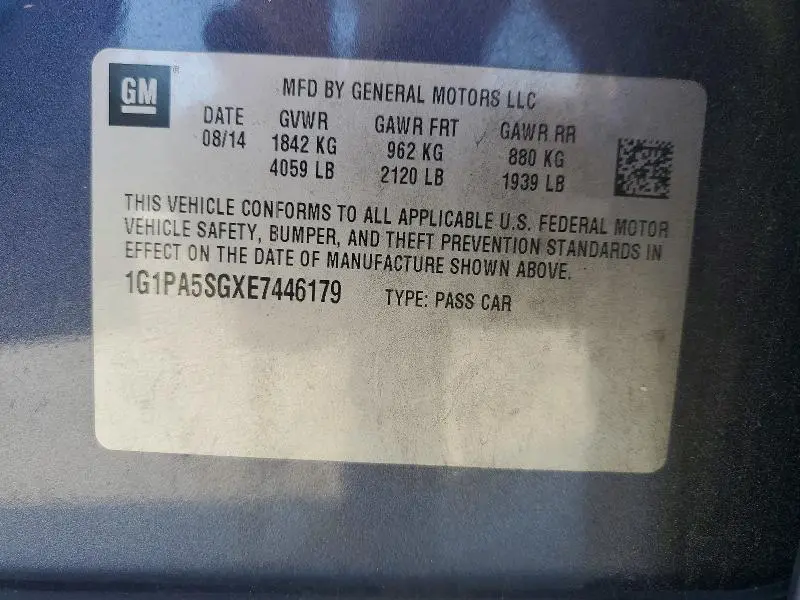 GM
MFD BY GENERAL MOTORS LLC
DATE GVWR GAWR FRT GAWR RR
08/14 1842 KG 962 KG 880 KG
4059 LB 2120 LB 1939 LB
THIS VEHICLE CONFORMS TO ALL APPLICABLE U.S. FEDERAL MOTOR
VEHICLE SAFETY, BUMPER, AND THEFT PREVENTION STANDARDS IN
EFFECT ON THE DATE OF MANUFACTURE SHOWN ABOVE.
1G1PA5SGXE7446179 TYPE: PASS CAR